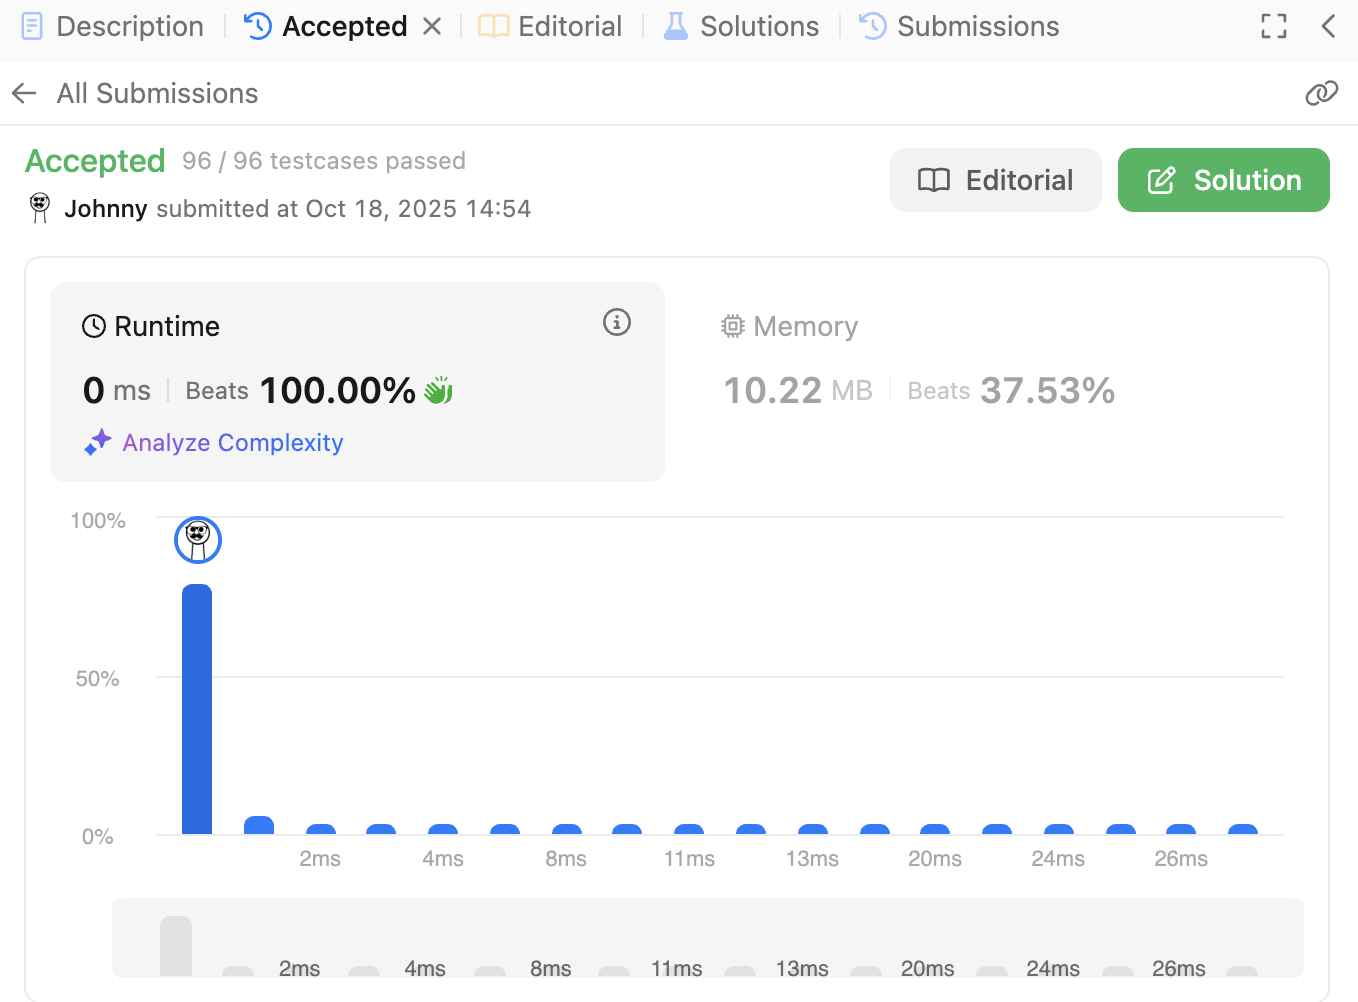 Description Accepted Editorial Solutions Submissions
All Submissions
Accepted 96 / 96 testcases passed
Johnny submitted at Oct 18, 2025 14:54
Editorial
Solution
Runtime
0 ms Beats 100.00%
Analyze Complexity
Memory
10.22 MB Beats 37.53%
100%
50%
0%
2ms 4ms 8ms 11ms 13ms 20ms 24ms 26ms
2ms 4ms 8ms 11ms 13ms 20ms 24ms 26ms